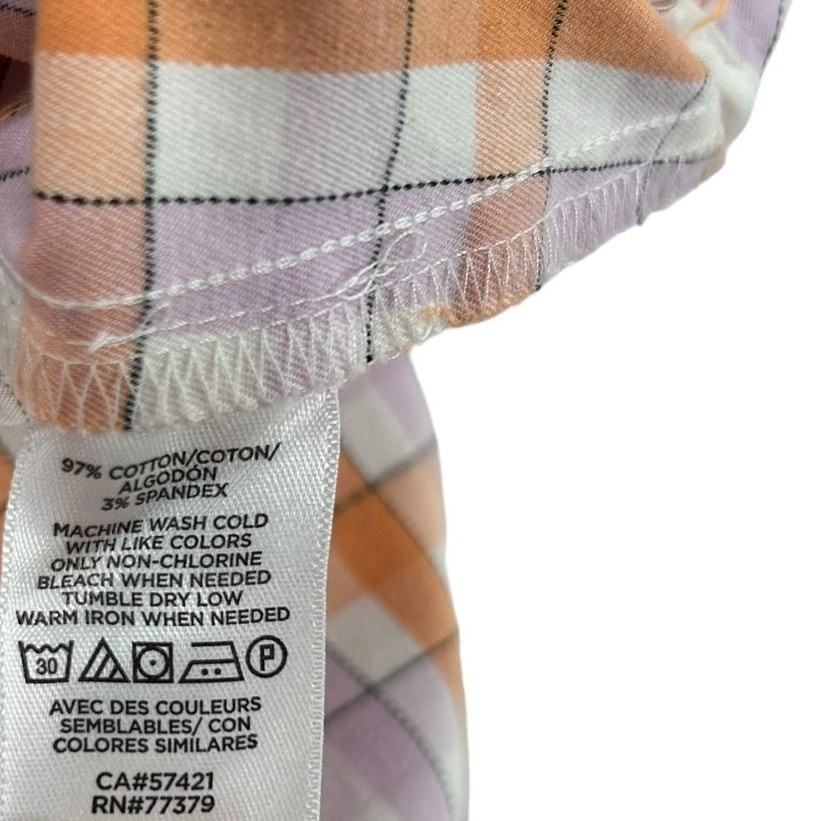 97% COTTON/COTON/
ALGODÓN
3% SPANDEX
MACHINE WASH COLD
WITH LIKE COLORS
ONLY NON-CHLORINE
BLEACH WHEN NEEDED
TUMBLE DRY LOW
WARM IRON WHEN NEEDED
30 P
AVEC DES COULEURS
SEMBLABLES/ CON
COLORES SIMILARES
CA#57421
RN#77379